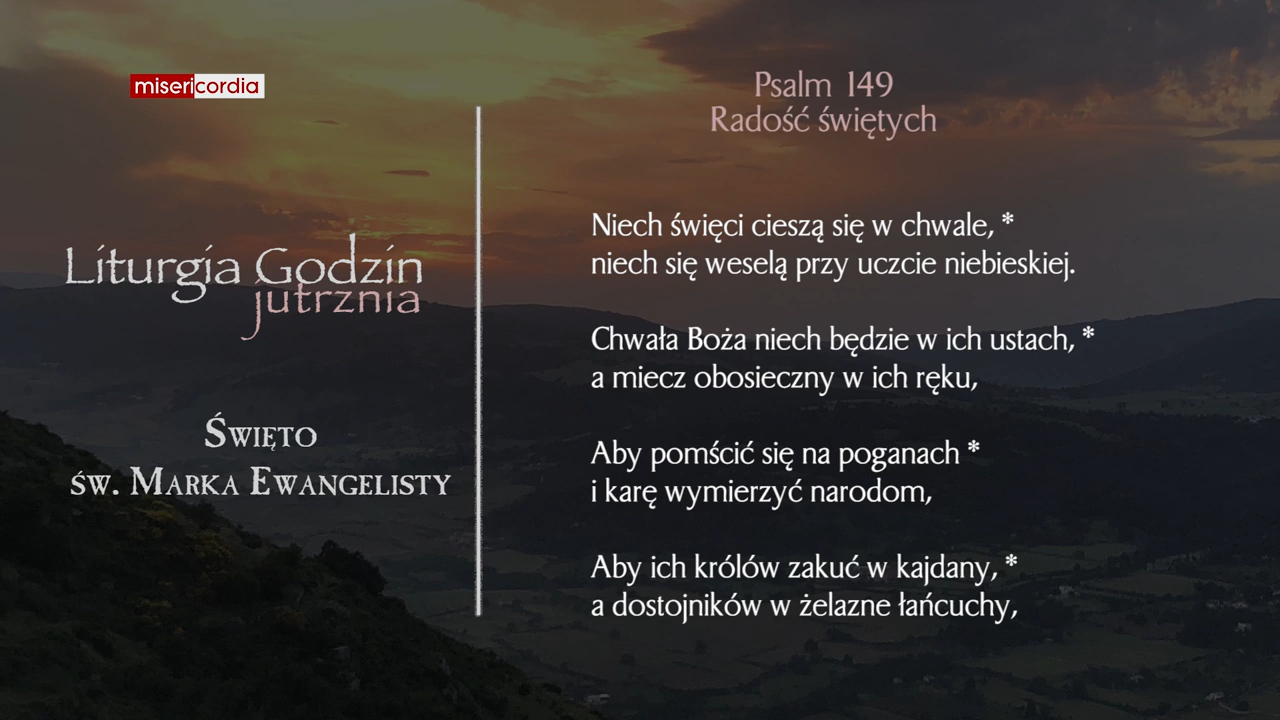 misericordia
Liturgia Godzin
jutrznia
Święto
św. Marka Ewangelisty
Psalm 149
Radość świętych
Niech święci cieszą się w chwale, *
niech się weselą przy uczcie niebieskiej.
Chwała Boża niech będzie w ich ustach, *
a miecz obosieczny w ich ręku,
Aby pomścić się na poganach *
i karę wymierzyć narodom,
Aby ich królów zakuć w kajdany, *
a dostojników w żelazne łańcuchy,